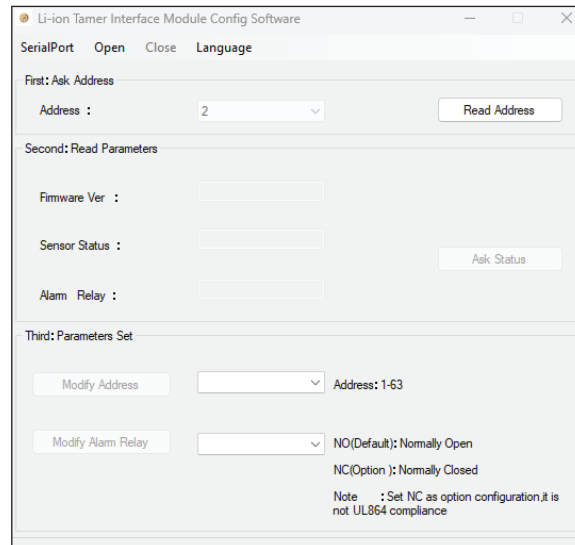 Li-ion Tamer Interface Module Config Software
SerialPort Open Close Language
First: Ask Address
Address : 2 Read Address
Second: Read Parameters
Firmware Ver :
Sensor Status :
Ask Status
Alarm Relay :
Third: Parameters Set
Modify Address Address: 1-63
Modify Alarm Relay NO(Default): Normally Open
NC(Option ): Normally Closed
Note : Set NC as option configuration,it is
not UL864 compliance